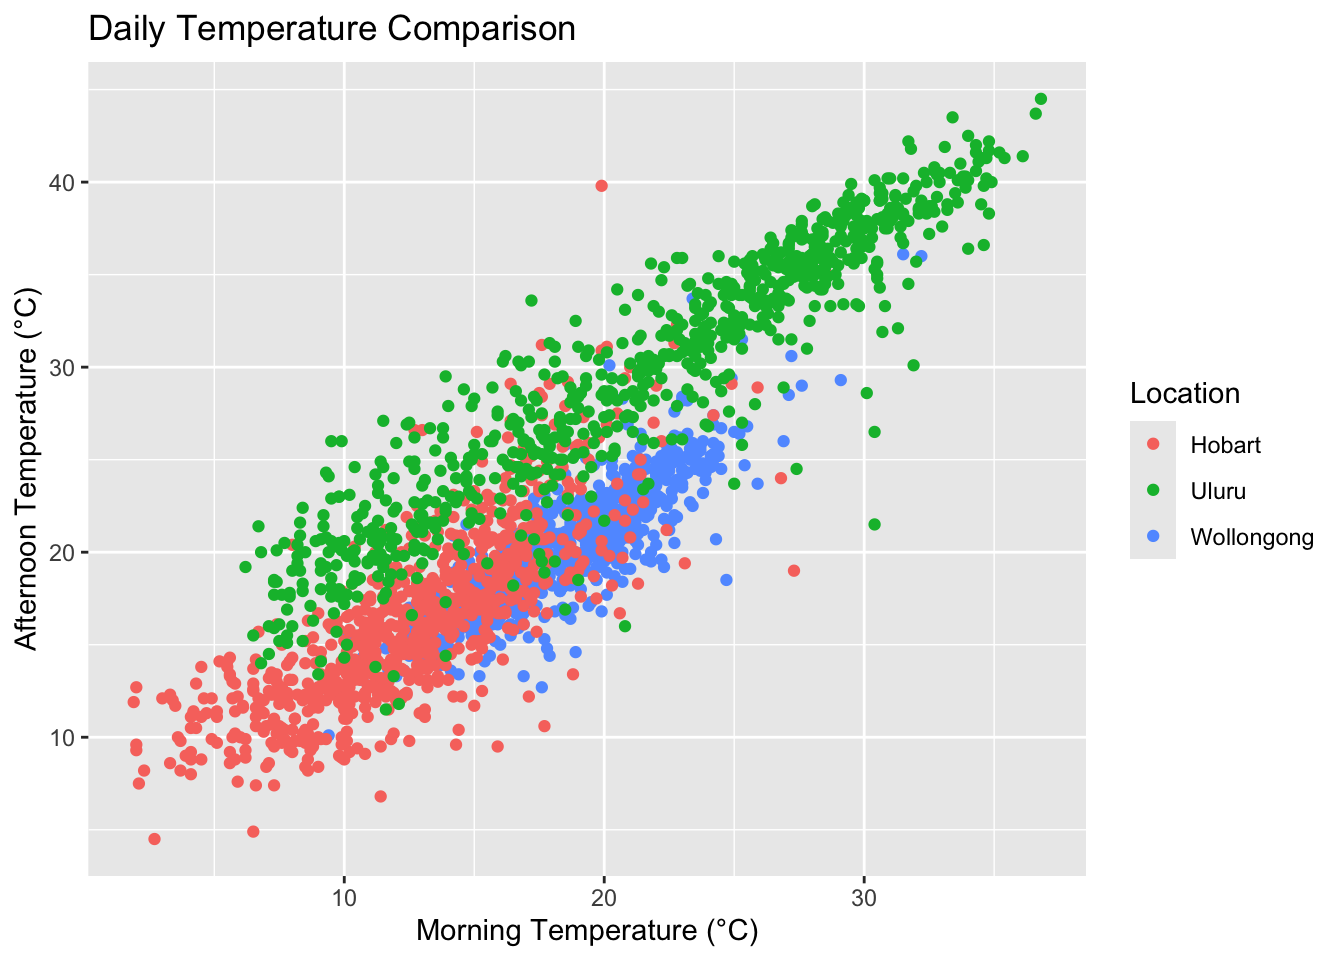 Daily Temperature Comparison
Afternoon Temperature (°C)
40
30
20
10
10
20
30
Morning Temperature (°C)
Location
Hobart
Uluru
Wollongong